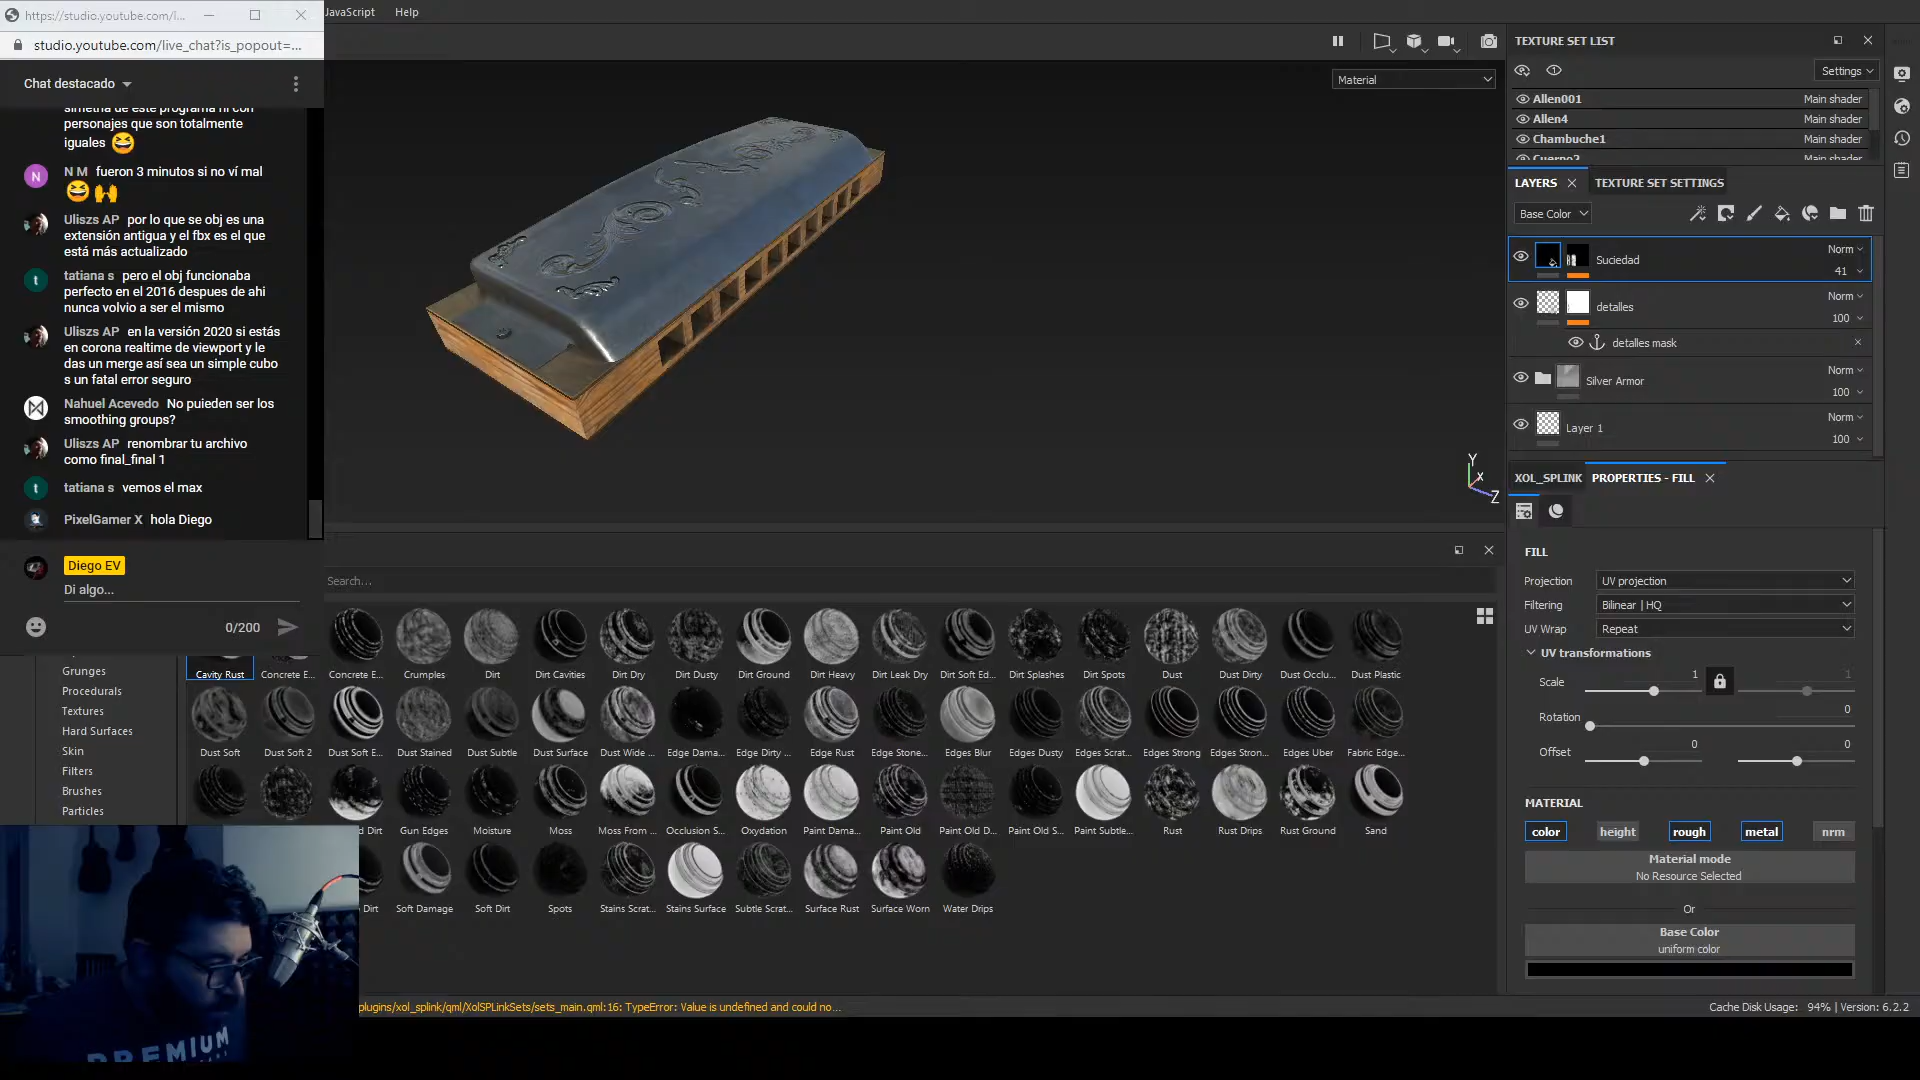 https://studio.youtube.com/l...
studio.youtube.com/live_chat?is_popout=...
Chat destacado
simetria de este programa ni con
personajes que son totalmente
iguales
N M fueron 3 minutos si no ví mal
Uliszs AP por lo que se obj es una
extensión antigua y el fbx es el que
está más actualizado
tatiana s pero el obj funcionaba
perfecto en el 2016 despues de ahi
nunca volvio a ser el mismo
Uliszs AP en la versión 2020 si estás
en corona realtime de viewport y le
das un merge así sea un simple cubo
s un fatal error seguro
Nahuel Acevedo No puieden ser los
smoothing groups?
Uliszs AP renombrar tu archivo
como final_final 1
tatiana s vemos el max
PixelGamer X hola Diego
Diego EV
Di algo...
0/200
JavaScript Help
Material
Y
X
Z
Search...
Grunges
Procedurals
Textures
Hard Surfaces
Skin
Filters
Brushes
Particles
Cavity Rust Concrete E... Concrete E... Crumples Dirt Dirt Cavities Dirt Dry Dirt Dusty Dirt Ground Dirt Heavy Dirt Leak Dry Dirt Soft Ed... Dirt Splashes Dirt Spots Dust Dust Dirty Dust Occlu... Dust Plastic
Dust Soft Dust Soft 2 Dust Soft E... Dust Stained Dust Subtle Dust Surface Dust Wide ... Edge Dama... Edge Dirty ... Edge Rust Edge Stone... Edges Blur Edges Dusty Edges Scrat... Edges Strong Edges Stron... Edges Uber Fabric Edge...
d Dirt Gun Edges Moisture Moss Moss From ... Occlusion S... Oxydation Paint Dama... Paint Old Paint Old D... Paint Old S... Paint Subtle... Rust Rust Drips Rust Ground Sand
Dirt Soft Damage Soft Dirt Spots Stains Scrat... Stains Surface Subtle Scrat... Surface Rust Surface Worn Water Drips
PREMIUM
plugins/xol_splink/qml/XolSPLinkSets/sets_main.qml:16: TypeError: Value is undefined and could no...
Cache Disk Usage: 94% | Version: 6.2.2
TEXTURE SET LIST
Settings
Allen001 Main shader
Allen4 Main shader
Chambuche1 Main shader
Cuerpo2 Main shader
LAYERS TEXTURE SET SETTINGS
Base Color
Suciedad Norm
41
detalles Norm
100
detalles mask
Silver Armor Norm
100
Layer 1 Norm
100
XOL_SPLINK PROPERTIES - FILL
FILL
Projection UV projection
Filtering Bilinear | HQ
UV Wrap Repeat
UV transformations
Scale 1 1
Rotation 0
Offset 0 0
MATERIAL
color height rough metal nrm
Material mode
No Resource Selected
Or
Base Color
uniform color